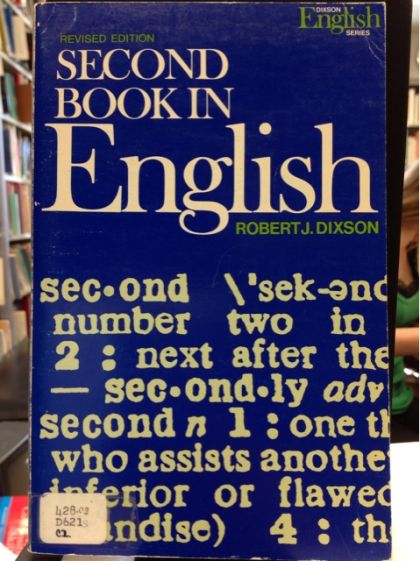 DIXSON
English
SERIES
REVISED EDITION
SECOND
BOOK IN
English
ROBERT J. DIXSON
sec•ond \'sek-ənd
number two in
2 : next after the
— sec•ond•ly adv
second n 1 : one th
who assists anothe
inferior or flawed
andise) 4 : th
428.02
D621s
c2